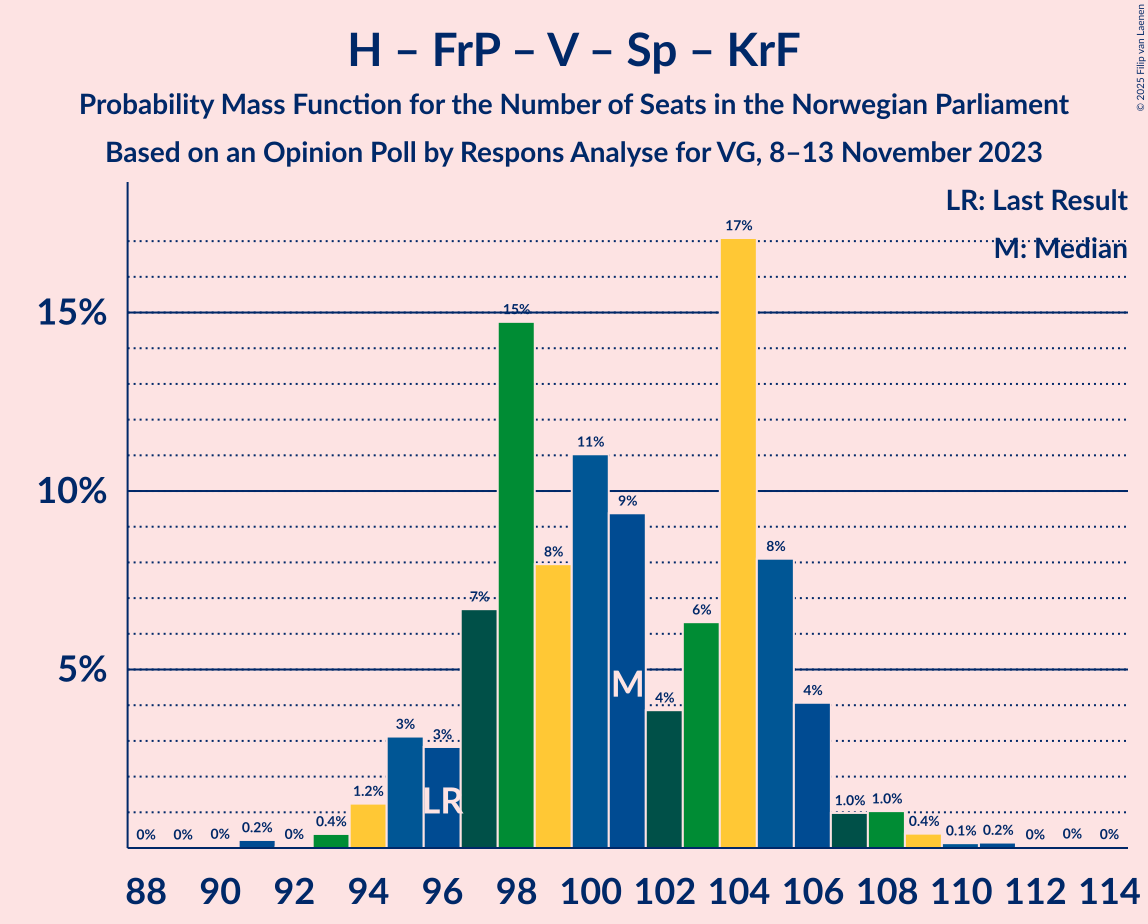 H – FrP – V – Sp – KrF
Probability Mass Function for the Number of Seats in the Norwegian Parliament
Based on an Opinion Poll by Respons Analyse for VG, 8–13 November 2023
© 2025 Filip van Laenen
LR: Last Result
M: Median
15%
10%
5%
0% 0% 0% 0.2% 0% 0.4% 1.2% 3% 3% 7% 15% 8% 11% 9% 4% 6% 17% 8% 4% 1.0% 1.0% 0.4% 0.1% 0.2% 0% 0% 0%
LR
M
88 90 92 94 96 98 100 102 104 106 108 110 112 114